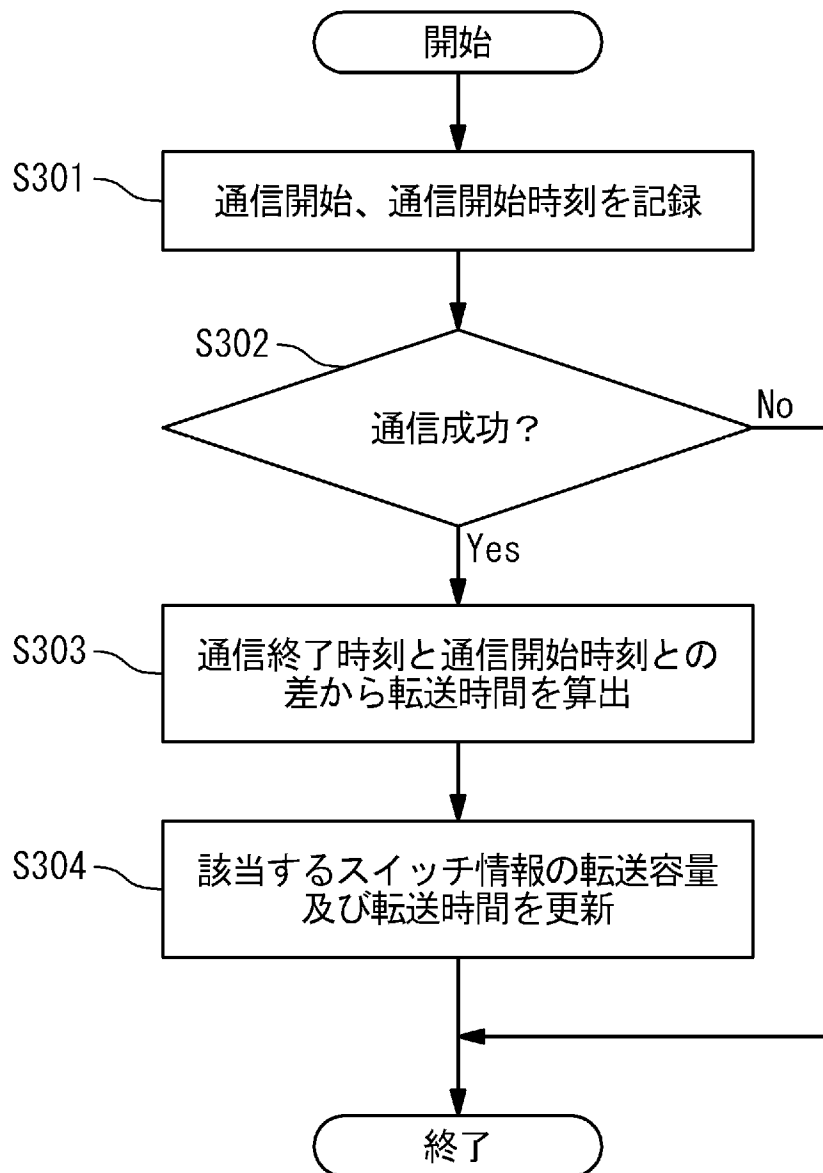 開始
S301
通信開始、通信開始時刻を記録
S302
通信成功？
No
Yes
S303
通信終了時刻と通信開始時刻との
差から転送時間を算出
S304
該当するスイッチ情報の転送容量
及び転送時間を更新
終了